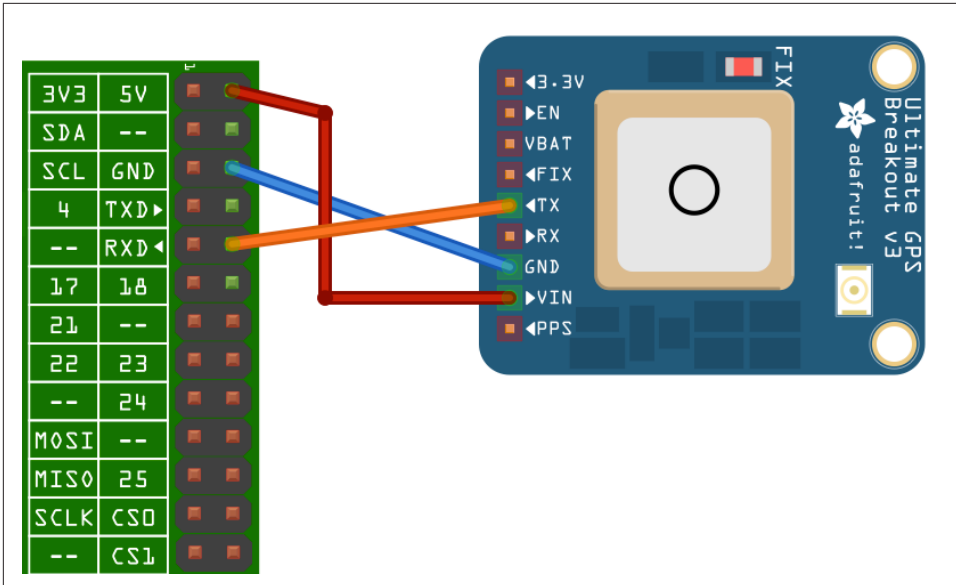 3V3 5V
SDA --
SCL GND
4 TXD▸
-- RXD◂
17 18
21 --
22 23
-- 24
MOSI --
MISO 25
SCLK CS0
-- CS1
◀3.3V
▶EN
VBAT
◀FIX
◀TX
▶RX
GND
▶VIN
◀PPS
FIX
adafruit!
Ultimate GPS
Breakout v3